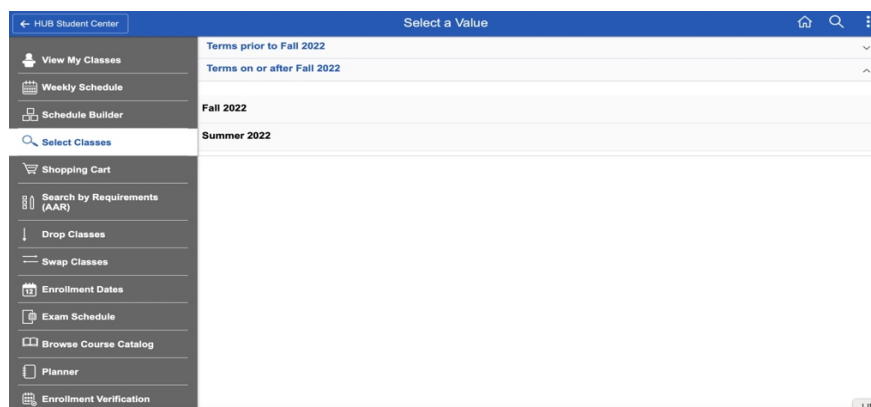 ← HUB Student Center
Select a Value
View My Classes
Weekly Schedule
Schedule Builder
Select Classes
Shopping Cart
Search by Requirements
(AAR)
Drop Classes
Swap Classes
12
Enrollment Dates
Exam Schedule
Browse Course Catalog
Planner
Enrollment Verification
Terms prior to Fall 2022
Terms on or after Fall 2022
Fall 2022
Summer 2022